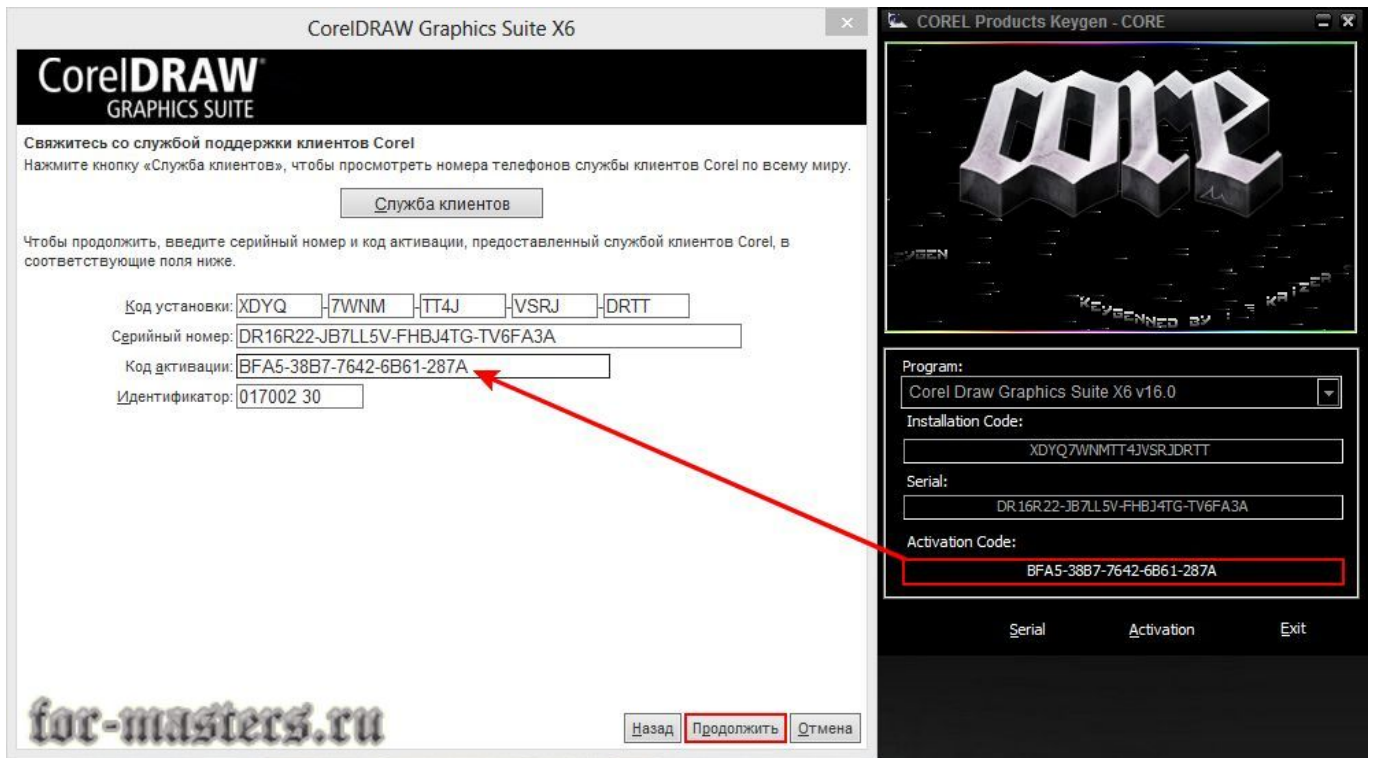 CorelDRAW Graphics Suite X6
CorelDRAW
GRAPHICS SUITE
Свяжитесь со службой поддержки клиентов Corel
Нажмите кнопку «Служба клиентов», чтобы просмотреть номера телефонов службы клиентов Corel по всему миру.
Служба клиентов
Чтобы продолжить, введите серийный номер и код активации, предоставленный службой клиентов Corel, в
соответствующие поля ниже.
Код установки: XDYQ -7WNM -TT4J -VSRJ -DRTT
Серийный номер: DR16R22-JB7LL5V-FHBJ4TG-TV6FA3A
Код активации: BFA5-38B7-7642-6B61-287A
Идентификатор: 017002 30
for-masters.ru
Назад Продолжить Отмена
COREL Products Keygen - CORE
core
KEYGENNED BY
Program:
Corel Draw Graphics Suite X6 v16.0
Installation Code:
XDYQ7WNMTT4JVSRJDRTT
Serial:
DR16R22-JB7LL5V-FHBJ4TG-TV6FA3A
Activation Code:
BFA5-38B7-7642-6B61-287A
Serial Activation Exit